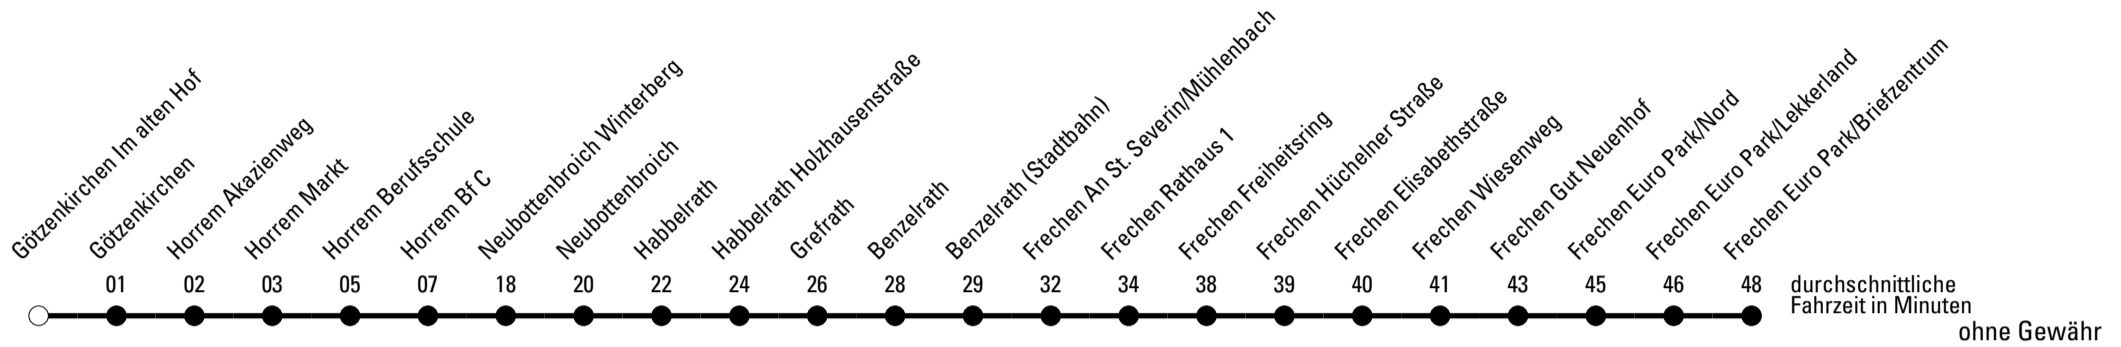 Götzenkirchen Im alten Hof
Götzenkirchen
Horrem Akazienweg
Horrem Markt
Horrem Berufsschule
Horrem Bf C
Neubottenbroich Winterberg
Neubottenbroich
Habbelrath
Habbelrath Holzhausenstraße
Grefrath
Benzelrath
Benzelrath (Stadtbahn)
Frechen An St. Severin/Mühlenbach
Frechen Rathaus 1
Frechen Freiheitsring
Frechen Hüchelner Straße
Frechen Elisabethstraße
Frechen Wiesenweg
Frechen Gut Neuenhof
Frechen Euro Park/Nord
Frechen Euro Park/Lekkerland
Frechen Euro Park/Briefzentrum
01 02 03 05 07 18 20 22 24 26 28 29 32 34 38 39 40 41 43 45 46 48
durchschnittliche
Fahrzeit in Minuten
ohne Gewähr